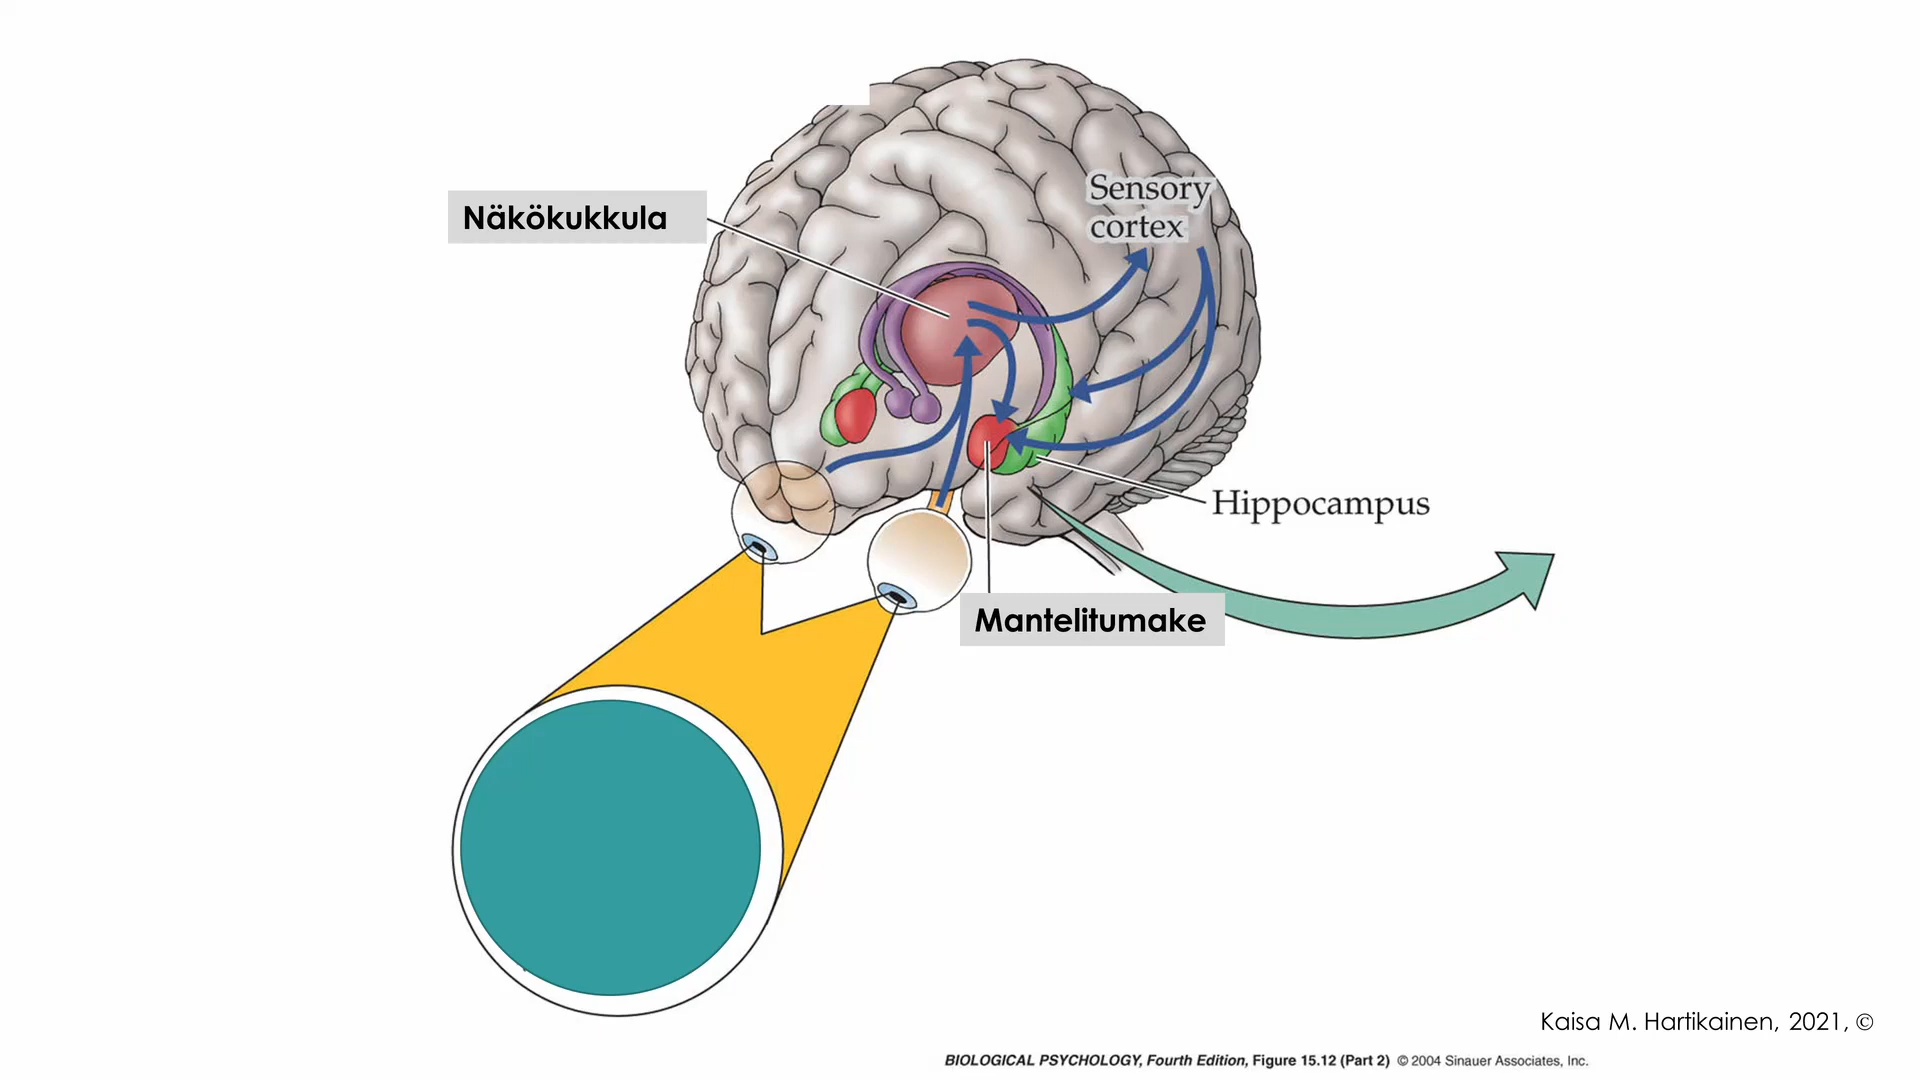 Näkökukkula
Sensory
cortex
Hippocampus
Mantelitumake
Kaisa M. Hartikainen, 2021, ©
BIOLOGICAL PSYCHOLOGY, Fourth Edition, Figure 15.12 (Part 2) © 2004 Sinauer Associates, Inc.